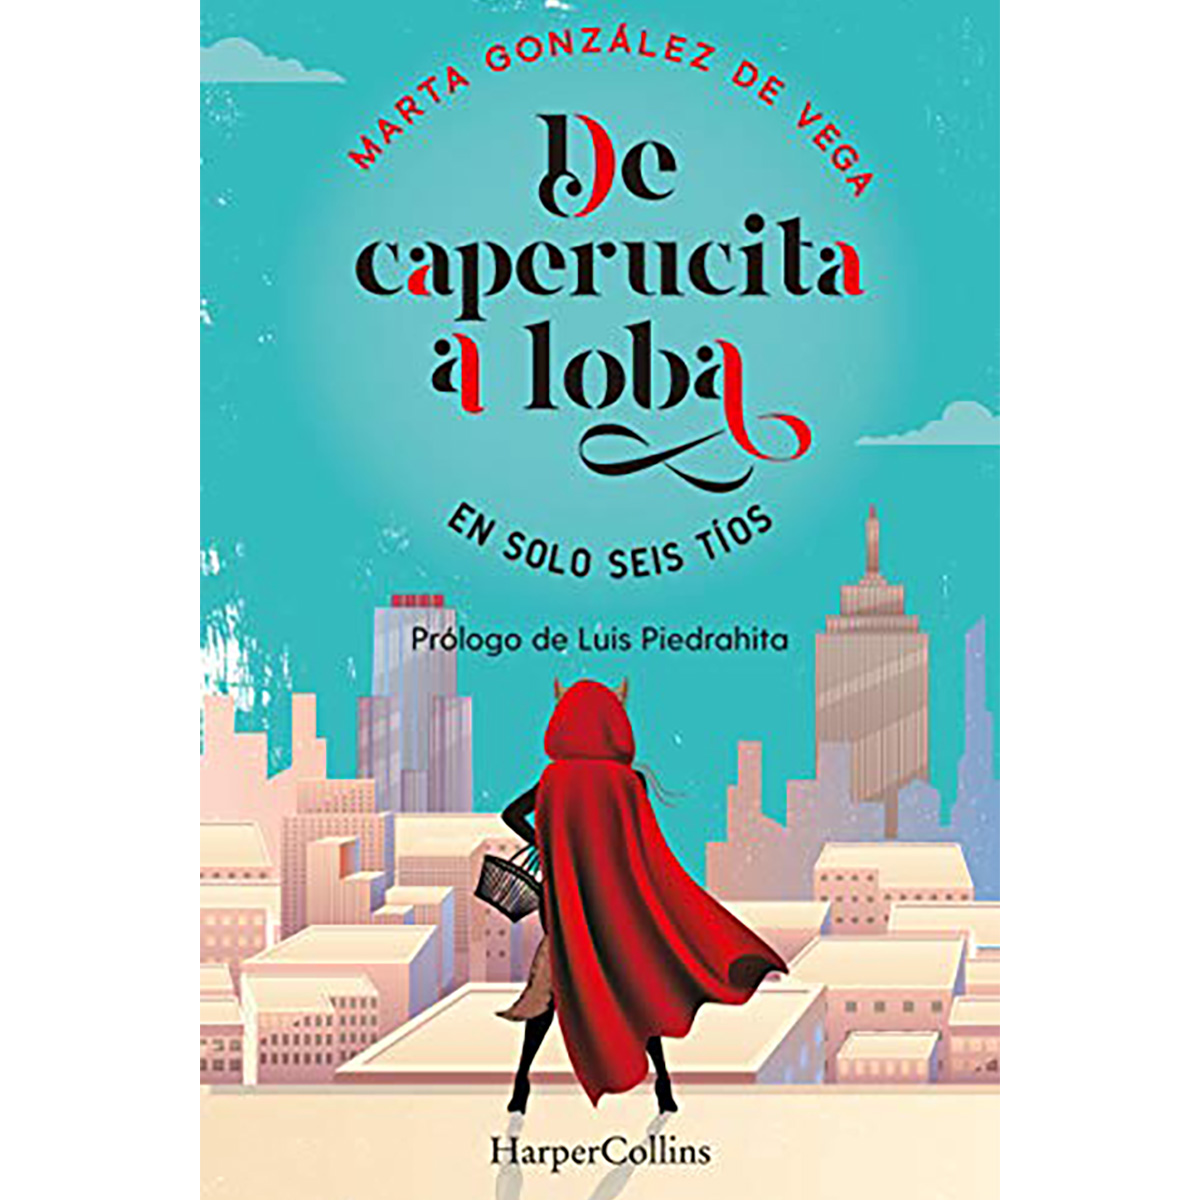 MARTA GONZÁLEZ DE VEGA
De
caperucita
a loba
EN SOLO SEIS TÍOS
Prólogo de Luis Piedrahita
HarperCollins